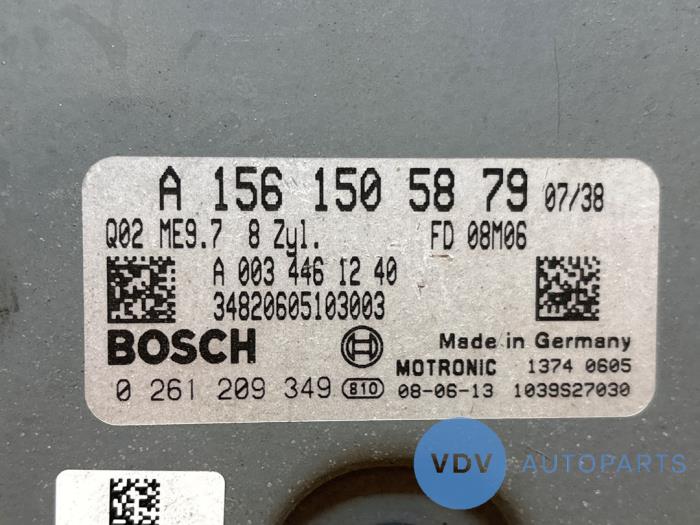 A 156 150 58 79 07/38
Q02 ME9.7 8 Zyl. FD 08M06
A 003 446 12 40
34820605103003
BOSCH Made in Germany
MOTRONIC 1374 0605
0 261 209 349 810 08-06-13 1039S27030
VDV AUTOPARTS